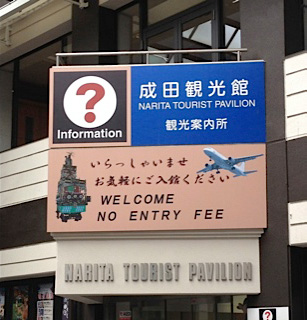 ?
Information
成田観光館
NARITA TOURIST PAVILION
観光案内所
いらっしゃいませ
お気軽にご入館ください
WELCOME
NO ENTRY FEE
NARITA TOURIST PAVILION
?